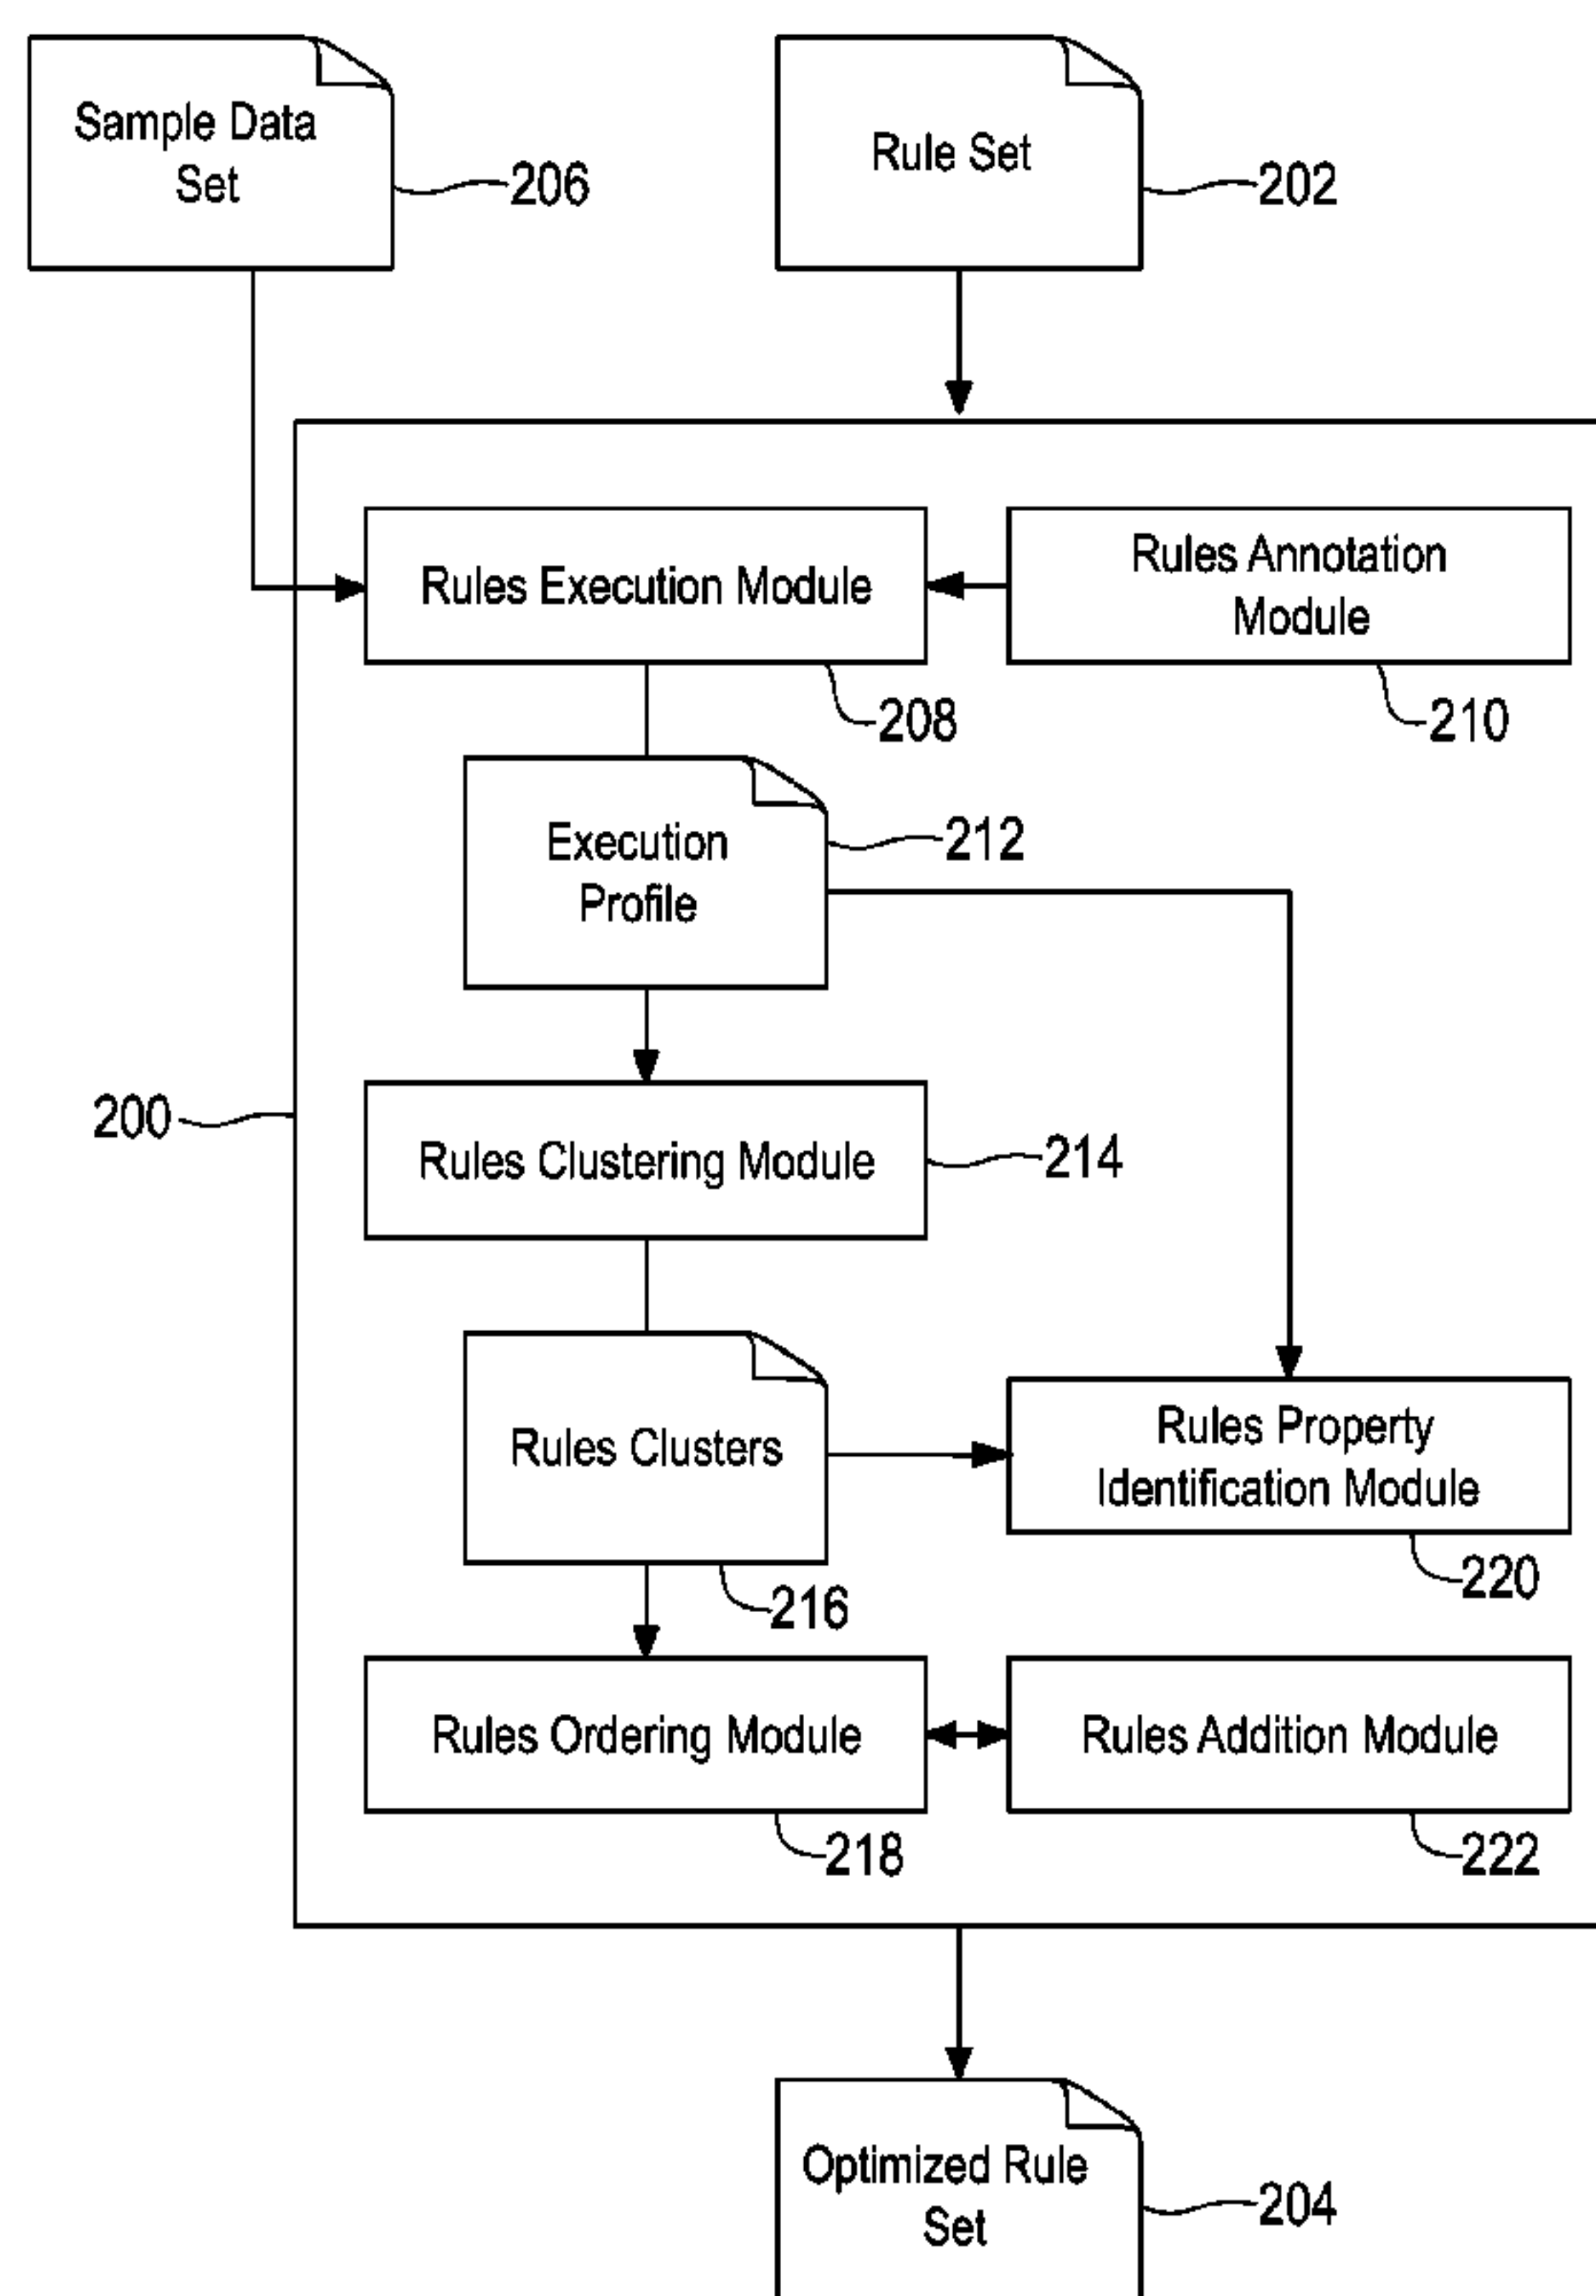 Sample Data
Set
206
Rule Set
202
Rules Execution Module
208
Rules Annotation
Module
210
Execution
Profile
212
200
Rules Clustering Module
214
Rules Clusters
216
Rules Property
Identification Module
220
Rules Ordering Module
218
Rules Addition Module
222
Optimized Rule
Set
204